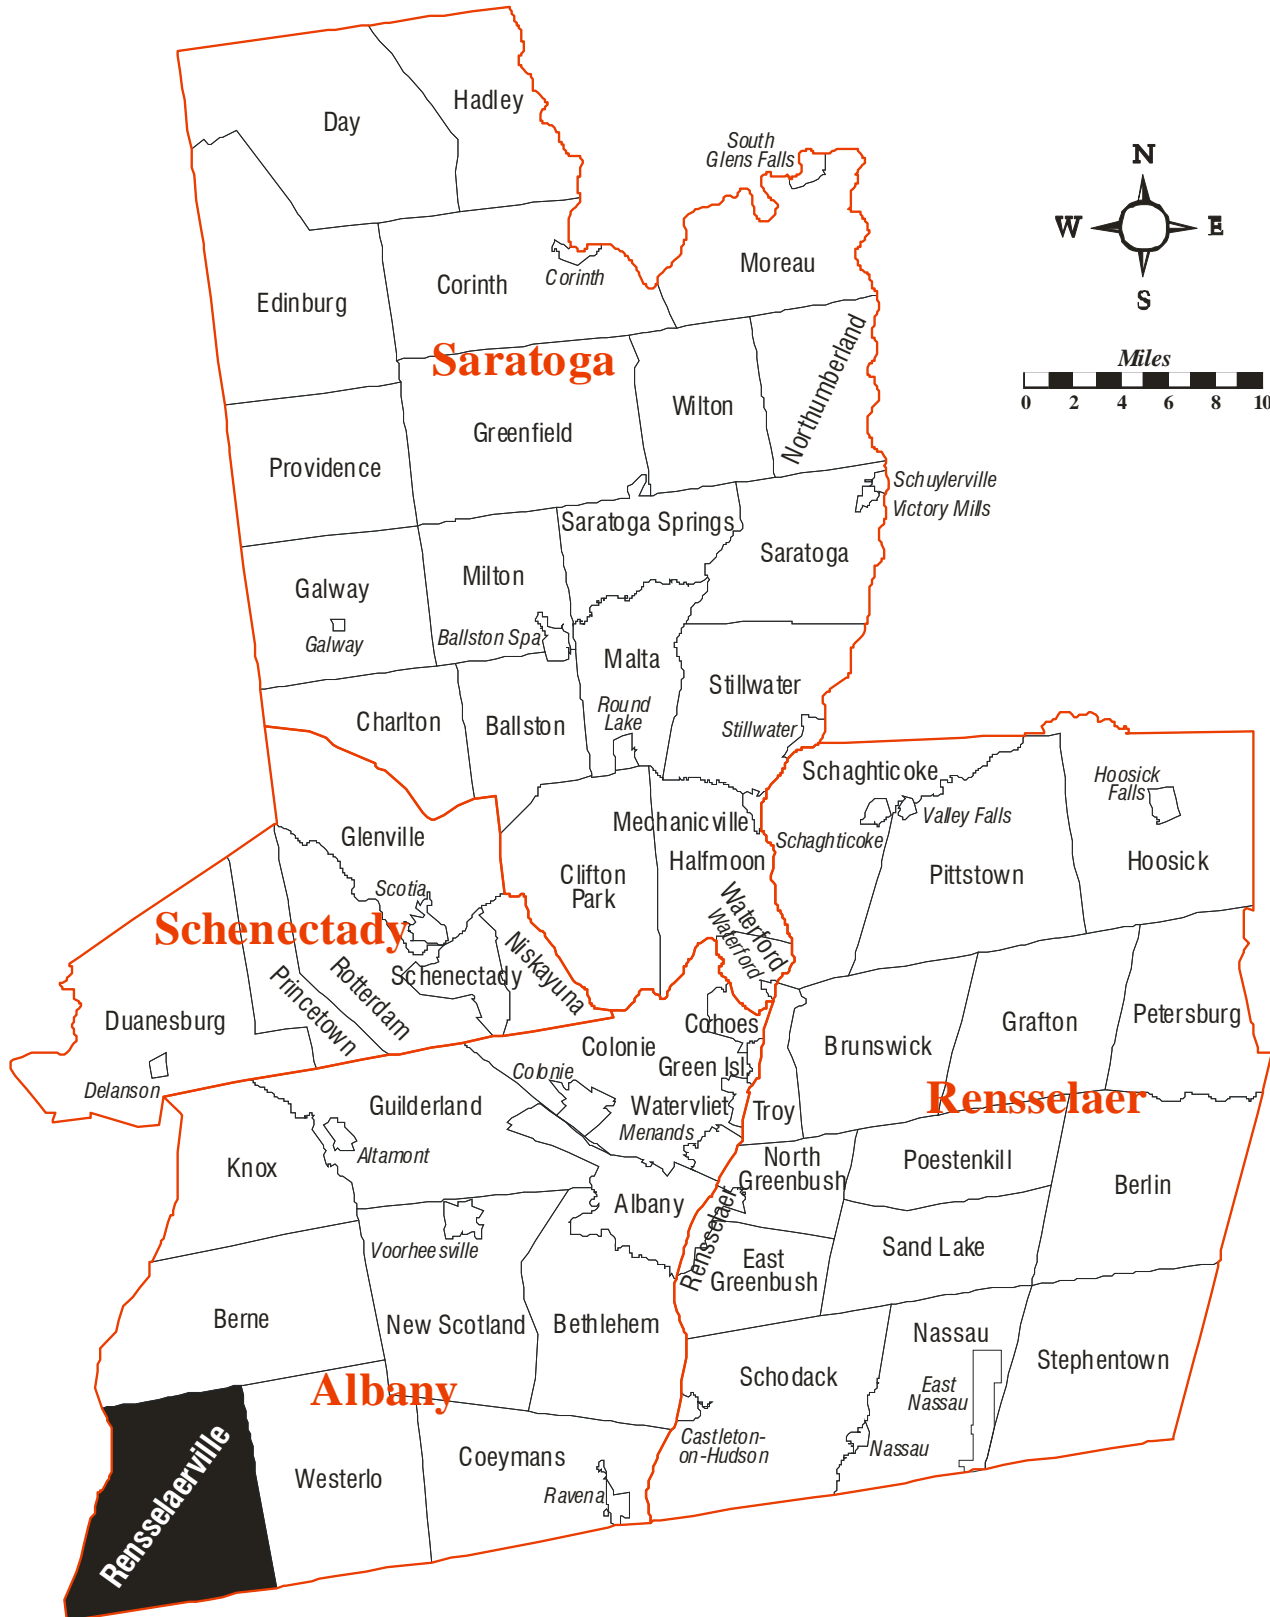 Hadley
Day
South
Glens Falls
N
W
E
S
Moreau
Corinth
Corinth
Edinburg
Miles
0 2 4 6 8 10
Saratoga
Northumberland
Wilton
Greenfield
Providence
Schuylerville
Victory Mills
Saratoga Springs
Saratoga
Milton
Galway
Galway
Ballston Spa
Malta
Stillwater
Round
Lake
Stillwater
Charlton
Ballston
Schaghticoke
Hoosick
Falls
Mechanicville
Valley Falls
Schaghticoke
Glenville
Halfmoon
Hoosick
Clifton
Park
Pittstown
Scotia
Waterford
Waterford
Schenectady
Niskayuna
Schenectady
Rotterdam
Princetown
Duanesburg
Cohoes
Grafton
Petersburg
Colonie
Brunswick
Green Isl
Colonie
Delanson
Rensselaer
Guilderland
Watervliet
Troy
Menands
Altamont
North
Greenbush
Poestenkill
Knox
Berlin
Albany
Rensselaer
Voorheesville
Sand Lake
East
Greenbush
Berne
New Scotland
Bethlehem
Nassau
Stephentown
Schodack
Albany
East
Nassau
Castleton-
on-Hudson
Nassau
Coeymans
Westerlo
Ravena
Rensselaerville